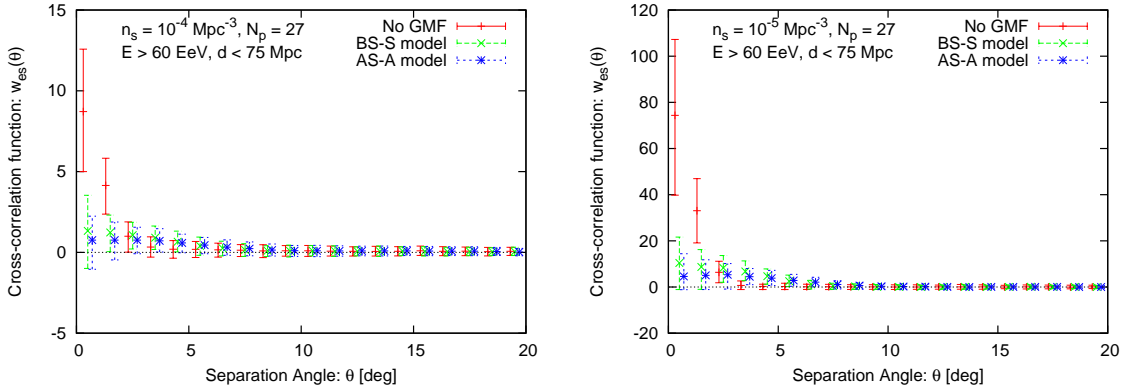 n_s = 10^-4 Mpc^-3, N_p = 27
E > 60 EeV, d < 75 Mpc
No GMF
BS-S model
AS-A model
15
10
5
0
-5
0 5 10 15 20
Cross-correlation function: w_es(θ)
Separation Angle: θ [deg]
n_s = 10^-5 Mpc^-3, N_p = 27
E > 60 EeV, d < 75 Mpc
No GMF
BS-S model
AS-A model
120
100
80
60
40
20
0
-20
0 5 10 15 20
Cross-correlation function: w_es(θ)
Separation Angle: θ [deg]